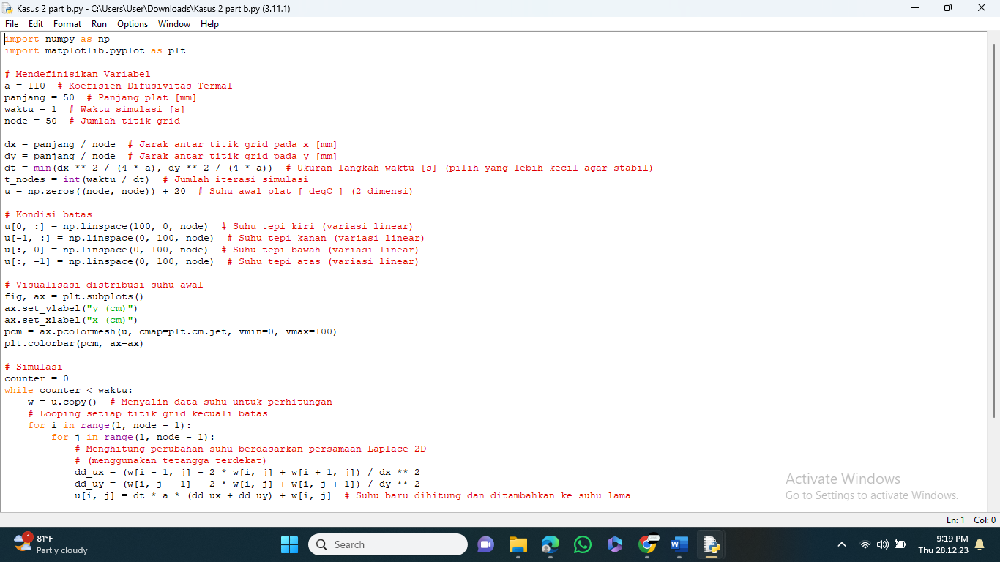 Kasus 2 part b.py - C:\Users\User\Downloads\Kasus 2 part b.py (3.11.1)
File Edit Format Run Options Window Help
import numpy as np
import matplotlib.pyplot as plt
# Mendefinisikan Variabel
a = 110  # Koefisien Difusivitas Termal
panjang = 50  # Panjang plat [mm]
waktu = 1  # Waktu simulasi [s]
node = 50  # Jumlah titik grid
dx = panjang / node  # Jarak antar titik grid pada x [mm]
dy = panjang / node  # Jarak antar titik grid pada y [mm]
dt = min(dx ** 2 / (4 * a), dy ** 2 / (4 * a))  # Ukuran langkah waktu [s] (pilih yang lebih kecil agar stabil)
t_nodes = int(waktu / dt)  # Jumlah iterasi simulasi
u = np.zeros((node, node)) + 20  # Suhu awal plat [ degC ] (2 dimensi)
# Kondisi batas
u[0, :] = np.linspace(100, 0, node)  # Suhu tepi kiri (variasi linear)
u[-1, :] = np.linspace(0, 100, node)  # Suhu tepi kanan (variasi linear)
u[:, 0] = np.linspace(0, 100, node)  # Suhu tepi bawah (variasi linear)
u[:, -1] = np.linspace(0, 100, node)  # Suhu tepi atas (variasi linear)
# Visualisasi distribusi suhu awal
fig, ax = plt.subplots()
ax.set_ylabel("y (cm)")
ax.set_xlabel("x (cm)")
pcm = ax.pcolormesh(u, cmap=plt.cm.jet, vmin=0, vmax=100)
plt.colorbar(pcm, ax=ax)
# Simulasi
counter = 0
while counter < waktu:
    w = u.copy()  # Menyalin data suhu untuk perhitungan
    # Looping setiap titik grid kecuali batas
    for i in range(1, node - 1):
        for j in range(1, node - 1):
            # Menghitung perubahan suhu berdasarkan persamaan Laplace 2D
            # (menggunakan tetangga terdekat)
            dd_ux = (w[i - 1, j] - 2 * w[i, j] + w[i + 1, j]) / dx ** 2
            dd_uy = (w[i, j - 1] - 2 * w[i, j] + w[i, j + 1]) / dy ** 2
            u[i, j] = dt * a * (dd_ux + dd_uy) + w[i, j]  # Suhu baru dihitung dan ditambahkan ke suhu lama
Activate Windows
Go to Settings to activate Windows.
Ln: 1 Col: 0
1
81°F
Partly cloudy
Search
9:19 PM
Thu 28.12.23